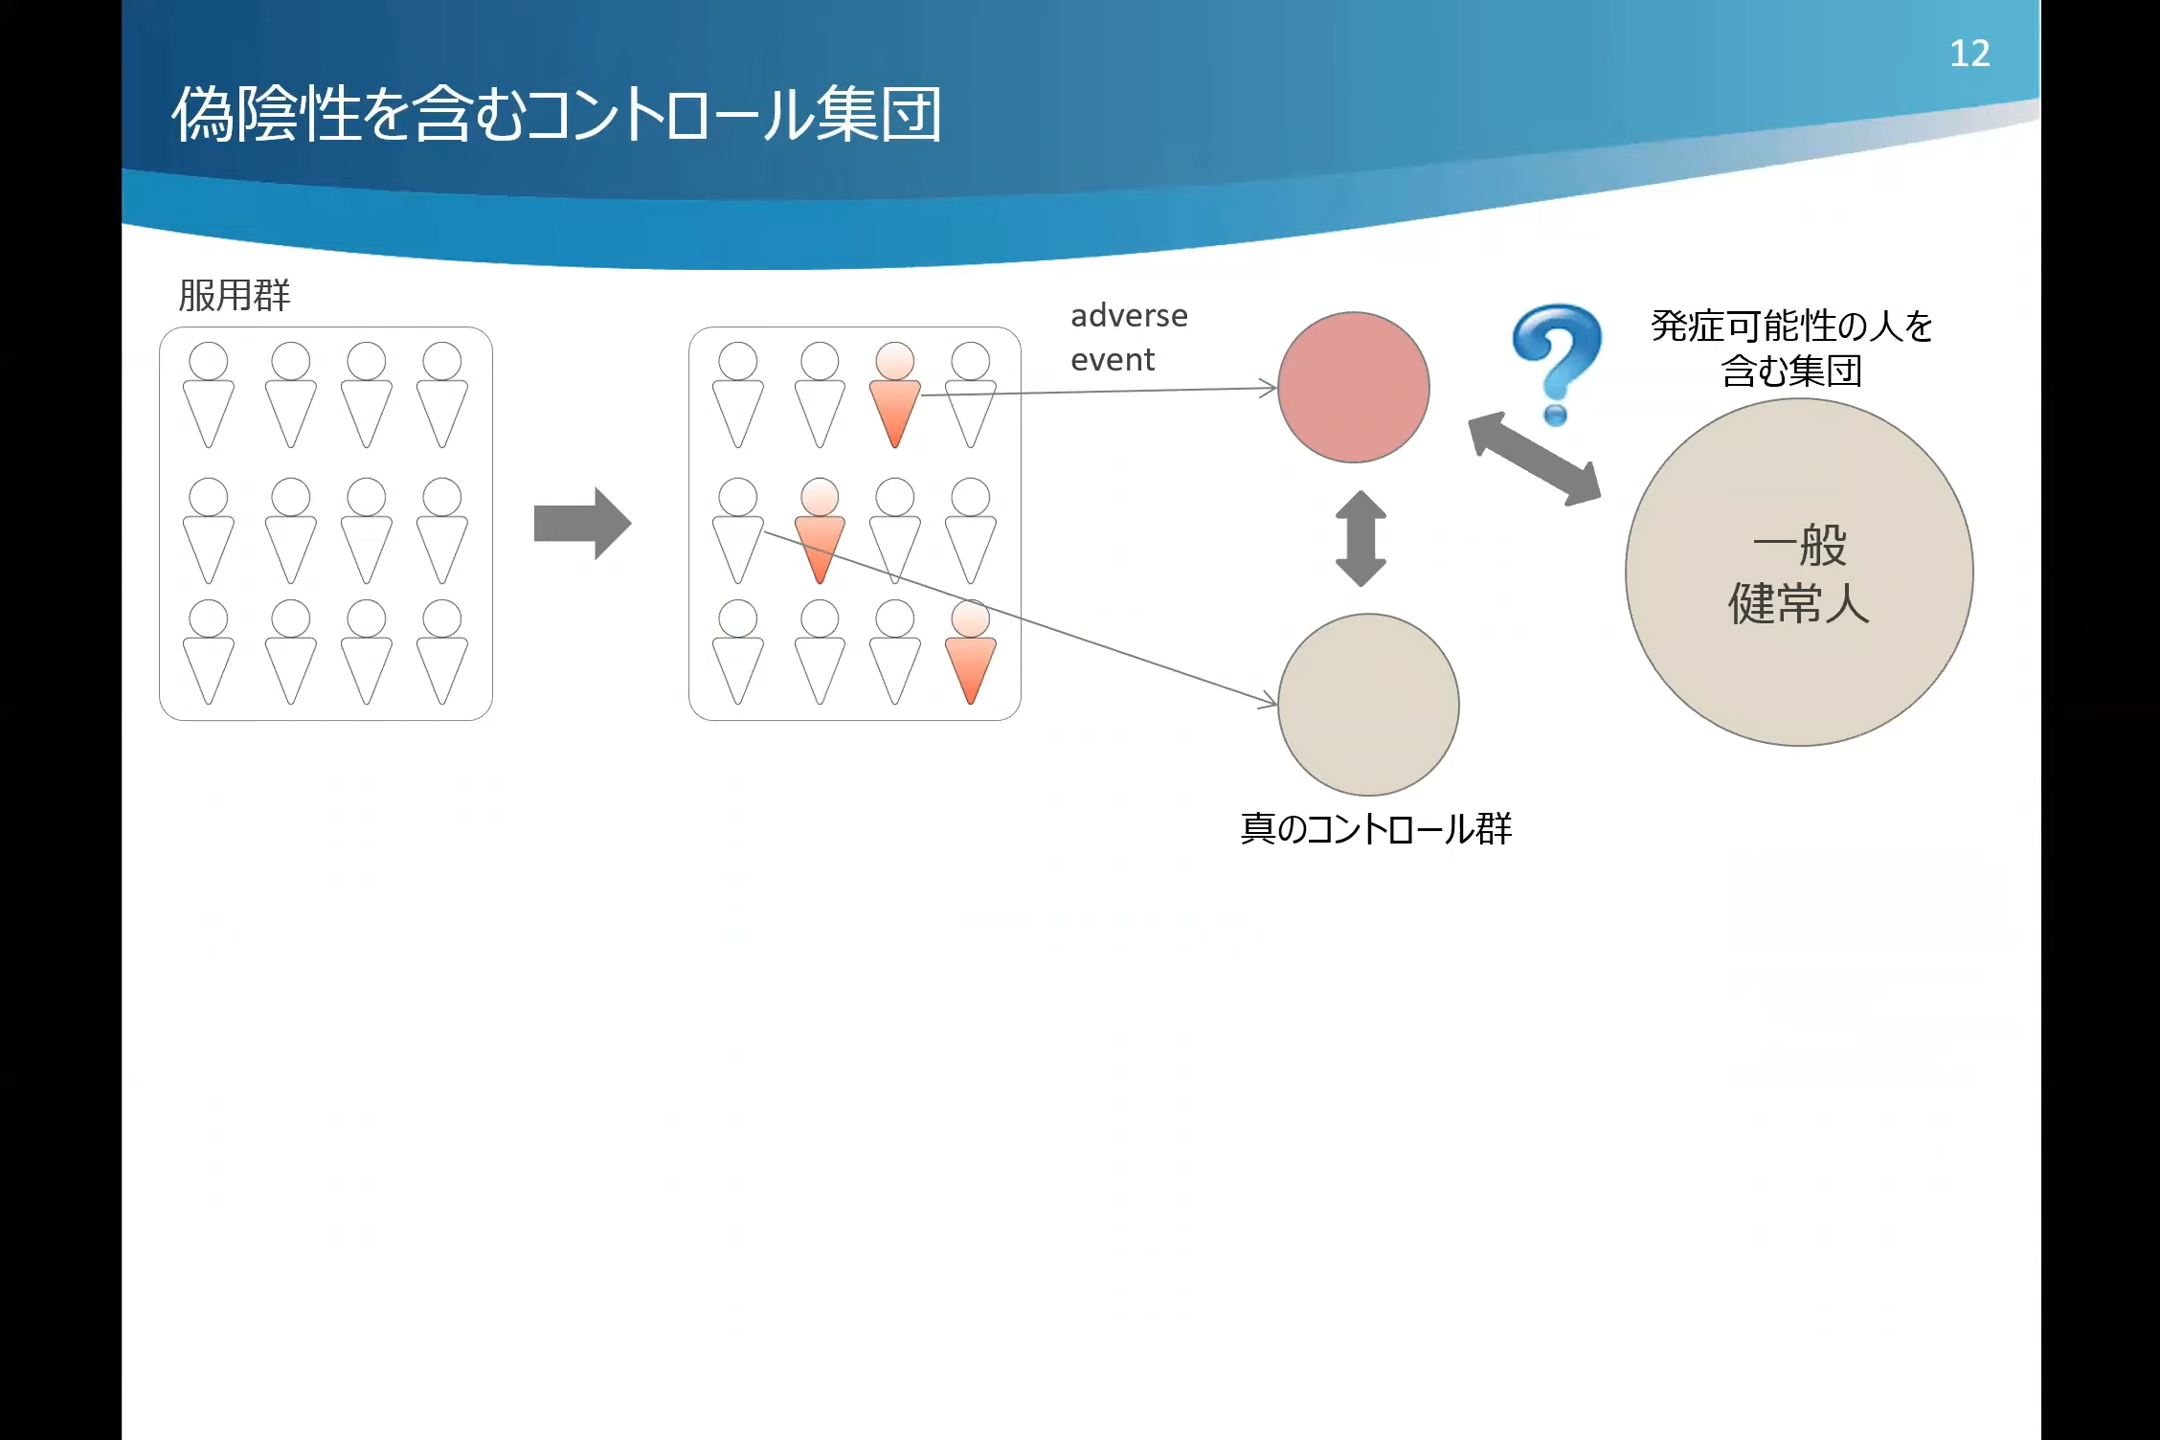 12
偽陰性を含むコントロール集団
服用群
adverse
event
発症可能性の人を
含む集団
一般
健常人
真のコントロール群